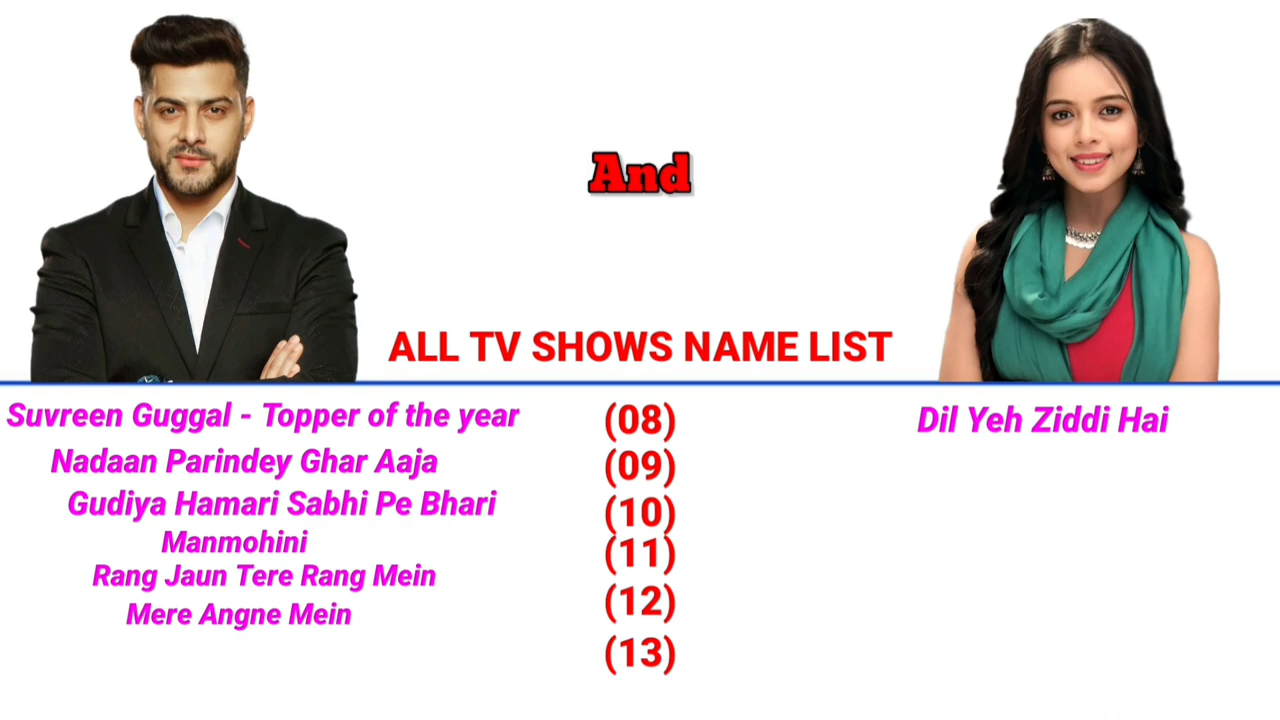 And
ALL TV SHOWS NAME LIST
Suvreen Guggal - Topper of the year
(08)
Dil Yeh Ziddi Hai
Nadaan Parindey Ghar Aaja
(09)
Gudiya Hamari Sabhi Pe Bhari
(10)
Manmohini
(11)
Rang Jaun Tere Rang Mein
(12)
Mere Angne Mein
(13)